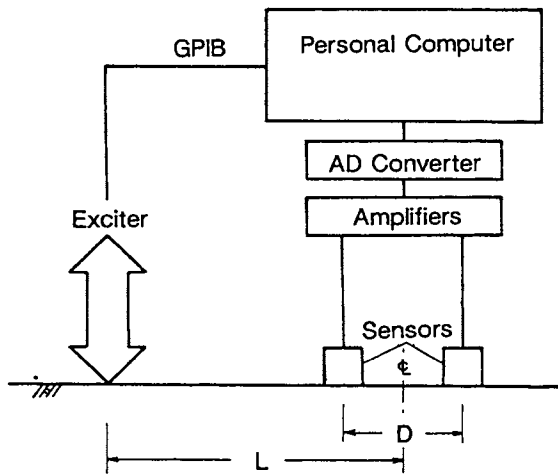 GPIB
Personal Computer
AD Converter
Amplifiers
Exciter
Sensors
℄
D
L